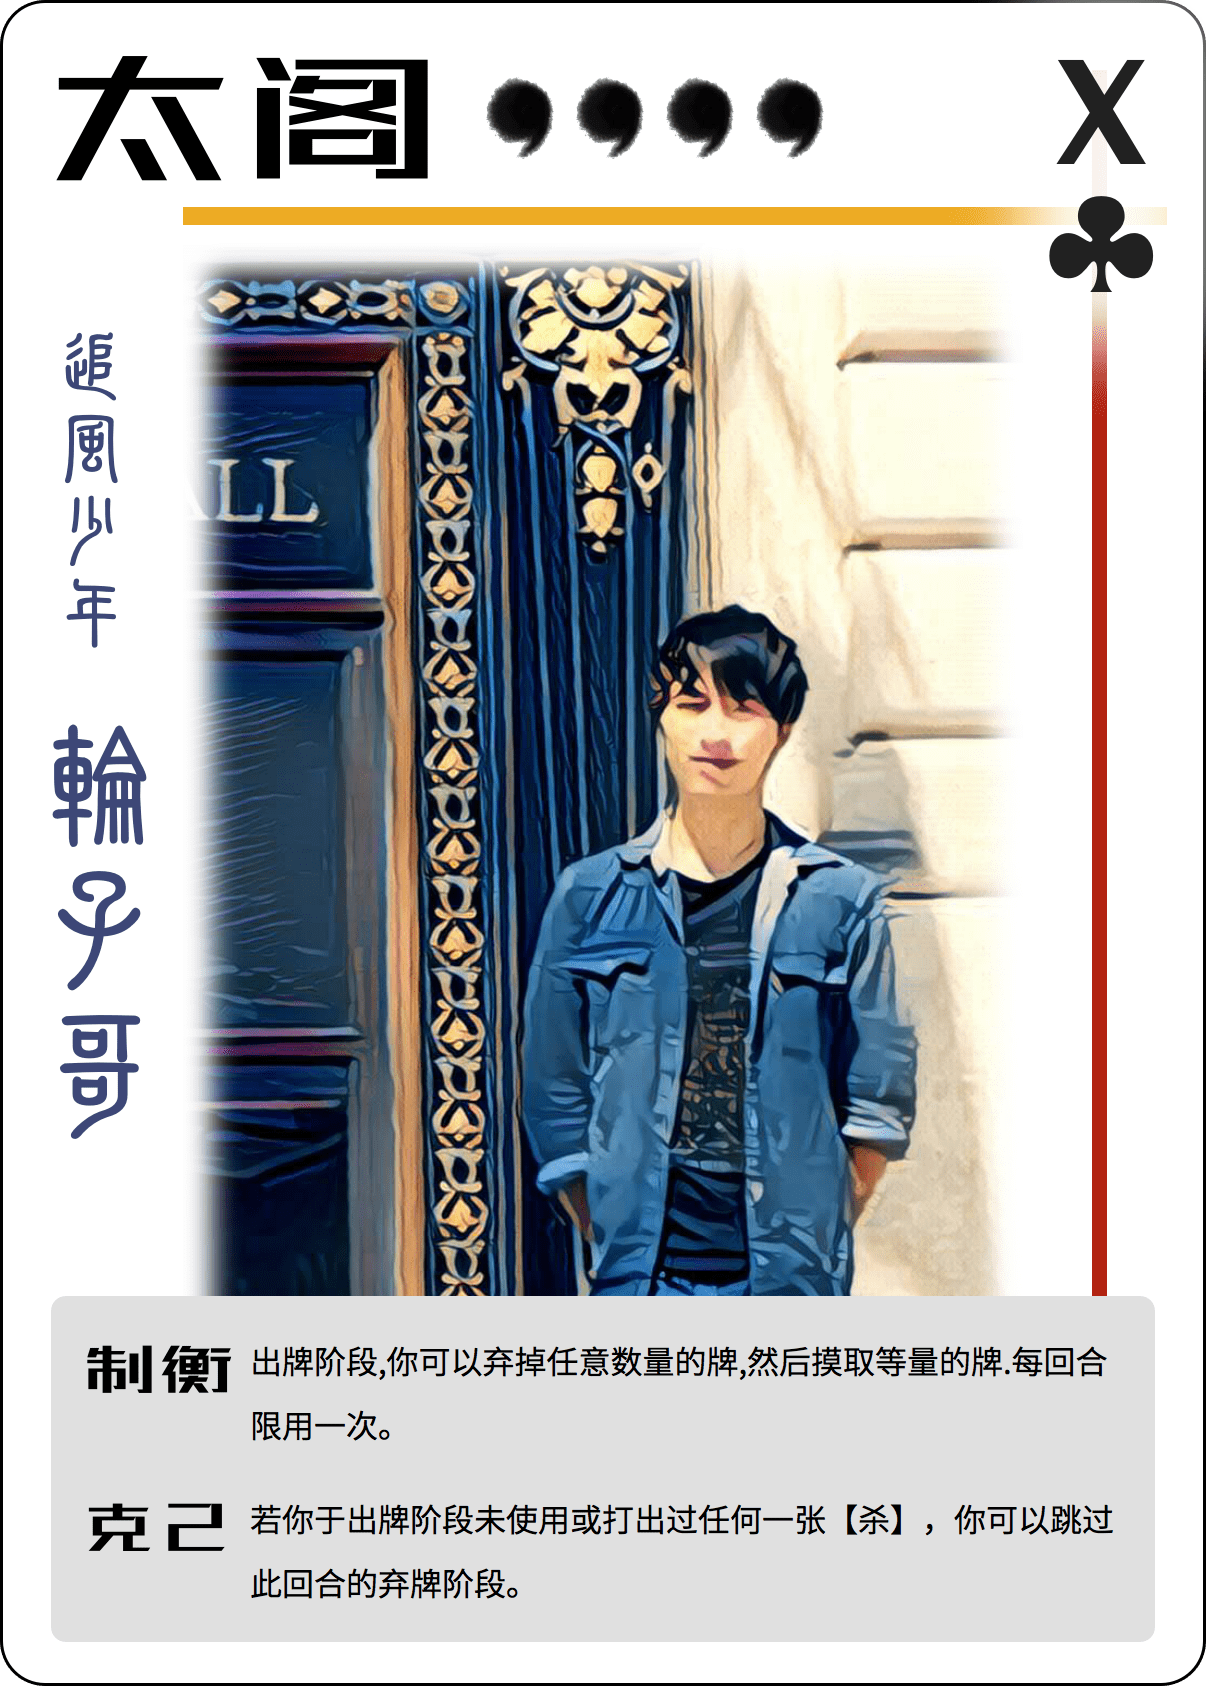 太阁
X
追風少年
輪子哥
ALL
制衡 出牌阶段,你可以弃掉任意数量的牌,然后摸取等量的牌.每回合
限用一次。
克己 若你于出牌阶段未使用或打出过任何一张【杀】，你可以跳过
此回合的弃牌阶段。